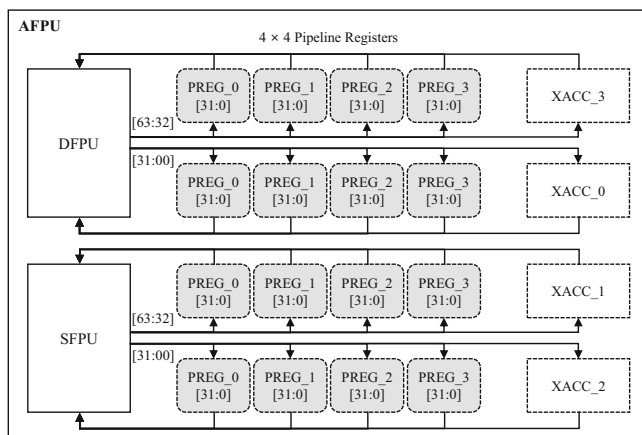 AFPU
4 × 4 Pipeline Registers
PREG_0 PREG_1 PREG_2 PREG_3
[31:0] [31:0] [31:0] [31:0]
XACC_3
[63:32]
DFPU
[31:00]
PREG_0 PREG_1 PREG_2 PREG_3
[31:0] [31:0] [31:0] [31:0]
XACC_0
PREG_0 PREG_1 PREG_2 PREG_3
[31:0] [31:0] [31:0] [31:0]
XACC_1
[63:32]
SFPU
[31:00]
PREG_0 PREG_1 PREG_2 PREG_3
[31:0] [31:0] [31:0] [31:0]
XACC_2